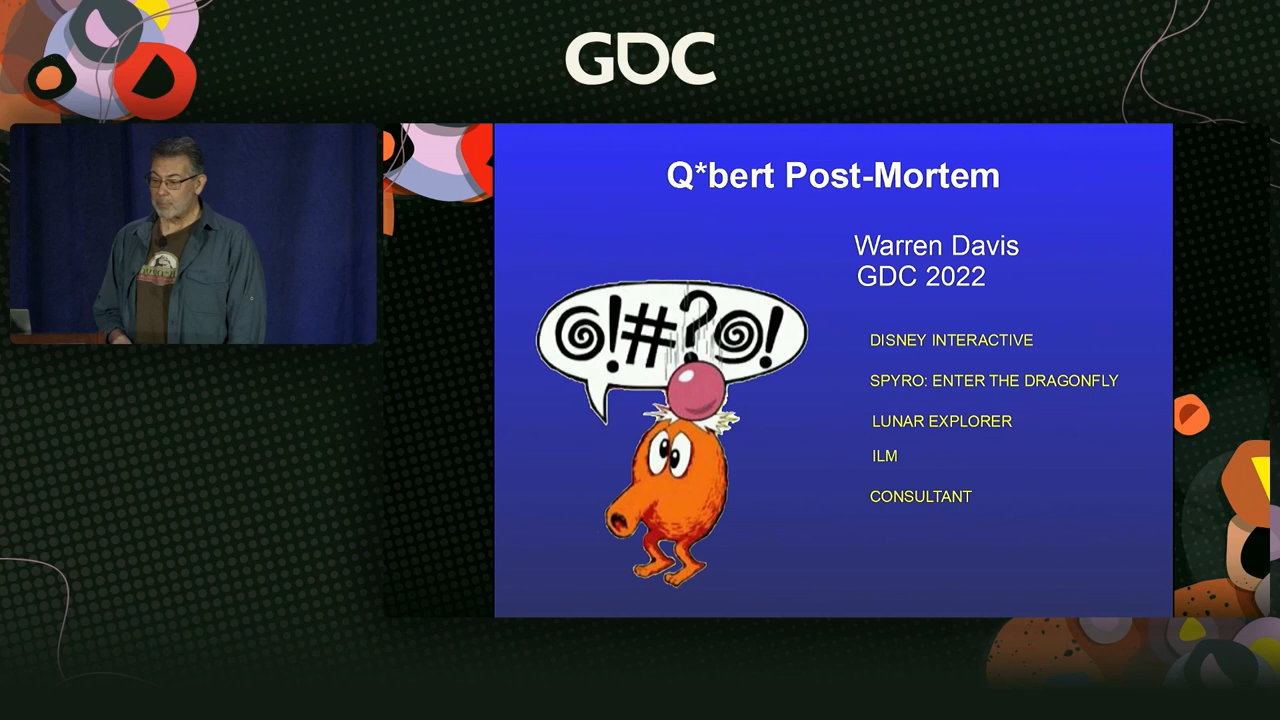 GDC
Q*bert Post-Mortem
Warren Davis
GDC 2022
@!#?@!
DISNEY INTERACTIVE
SPYRO: ENTER THE DRAGONFLY
LUNAR EXPLORER
ILM
CONSULTANT